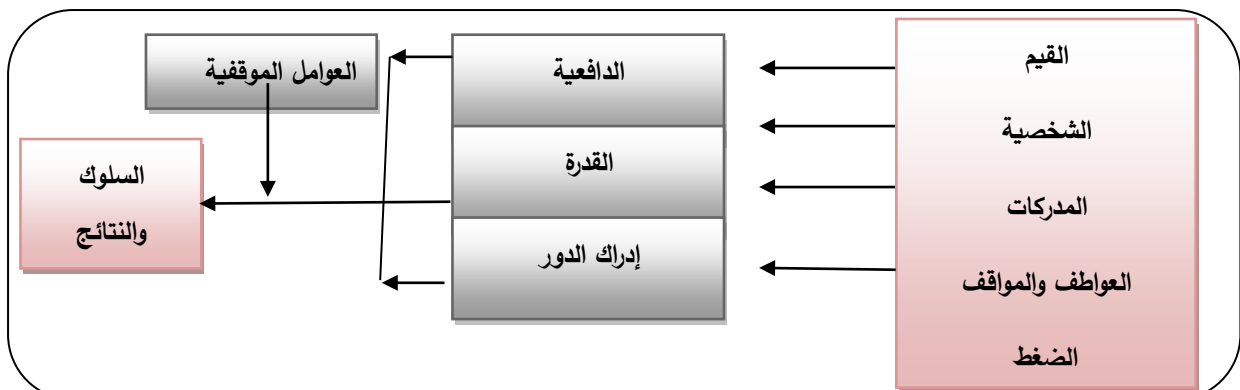 القيم
الشخصية
المدركات
العواطف والمواقف
الضغط
الدافعية
القدرة
إدراك الدور
العوامل الموقفية
السلوك
والنتائج